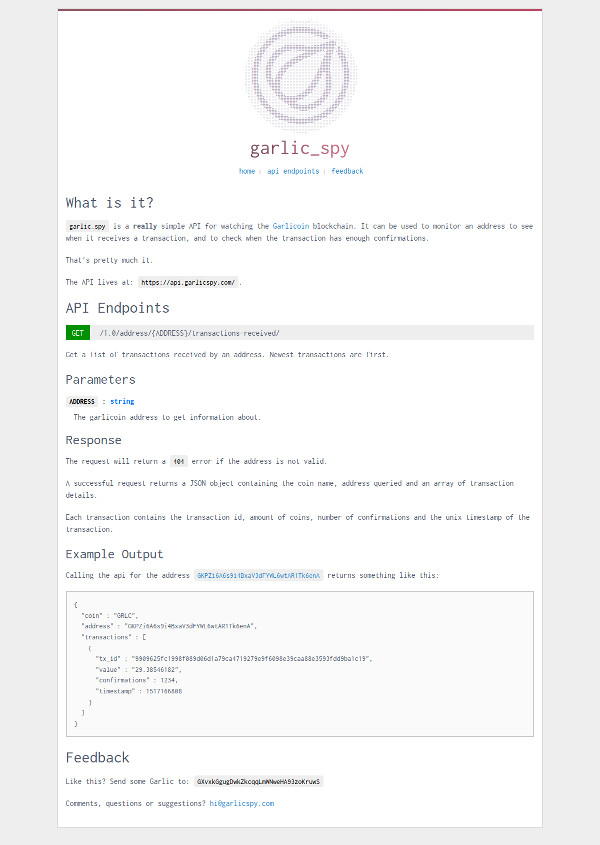 garlic_spy
home : api endpoints : feedback
What is it?
garlic_spy is a really simple API for watching the Garlicoin blockchain. It can be used to monitor an address to see
when it receives a transaction, and to check when the transaction has enough confirmations.
That's pretty much it.
The API lives at: https://api.garlicspy.com/ .
API Endpoints
GET /1.0/address/{ADDRESS}/transactions-received/
Get a list of transactions received by an address. Newest transactions are first.
Parameters
ADDRESS : string
The garlicoin address to get information about.
Response
The request will return a 404 error if the address is not valid.
A successful request returns a JSON object containing the coin name, address queried and an array of transaction
details.
Each transaction contains the transaction id, amount of coins, number of confirmations and the unix timestamp of the
transaction.
Example Output
Calling the api for the address GKPZi6A6s9i4BxaVJdFYWL6wtAR1Tk6enA returns something like this:
{
"coin" : "GRLC",
"address" : "GKPZi6A6s9i4BxaVJdFYWL6wtAR1Tk6enA",
"transactions" : [
{
"tx_id" :
"value" : "29.38546182",
"confirmations" : 1234,
"timestamp" : 1517166808
}
]
}
Feedback
Like this? Send some Garlic to:
Comments, questions or suggestions? hi@garlicspy.com